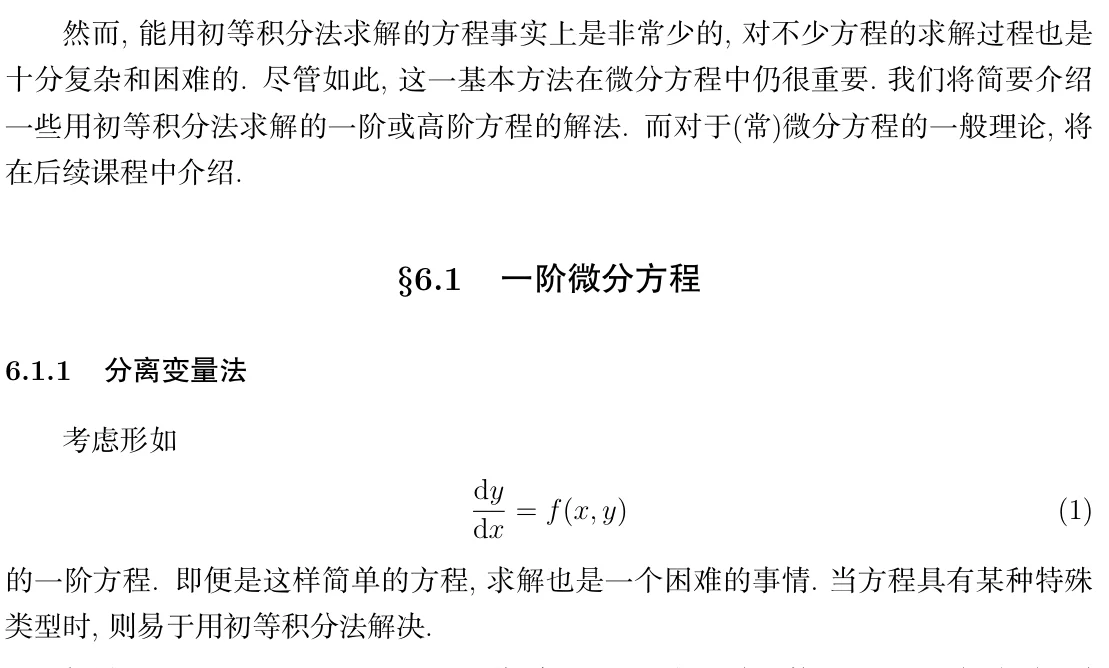 然而, 能用初等积分法求解的方程事实上是非常少的, 对不少方程的求解过程也是
十分复杂和困难的. 尽管如此, 这一基本方法在微分方程中仍很重要. 我们将简要介绍
一些用初等积分法求解的一阶或高阶方程的解法. 而对于(常)微分方程的一般理论, 将
在后续课程中介绍.
§6.1 一阶微分方程
6.1.1 分离变量法
考虑形如
dy/dx = f(x, y) (1)
的一阶方程. 即便是这样简单的方程, 求解也是一个困难的事情. 当方程具有某种特殊
类型时, 则易于用初等积分法解决.